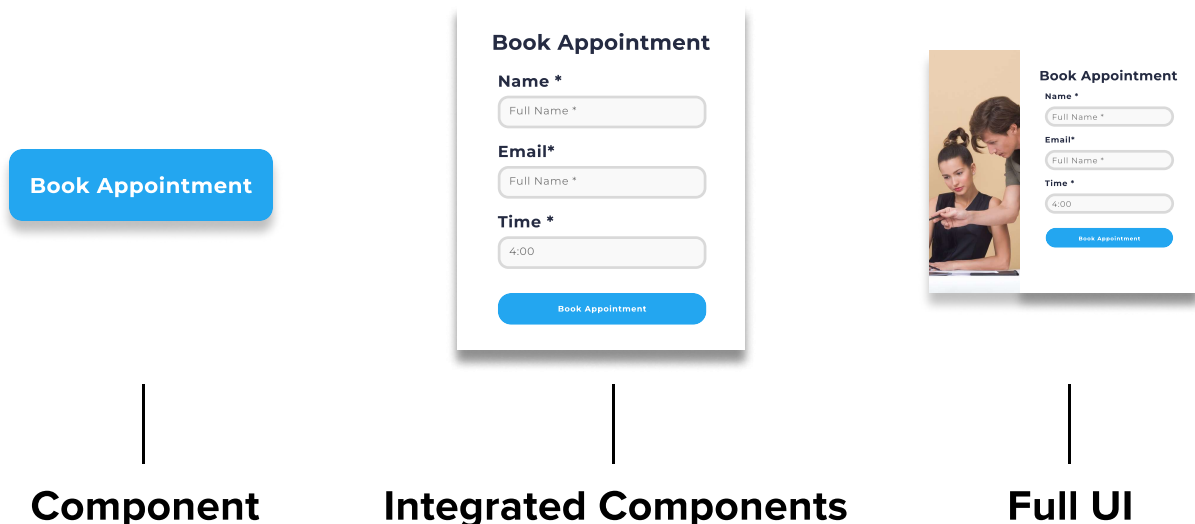 Book Appointment
Book Appointment
Name *
Full Name *
Email*
Full Name *
Time *
4:00
Book Appointment
Book Appointment
Name *
Full Name *
Email*
Full Name *
Time *
4:00
Book Appointment
Component
Integrated Components
Full UI